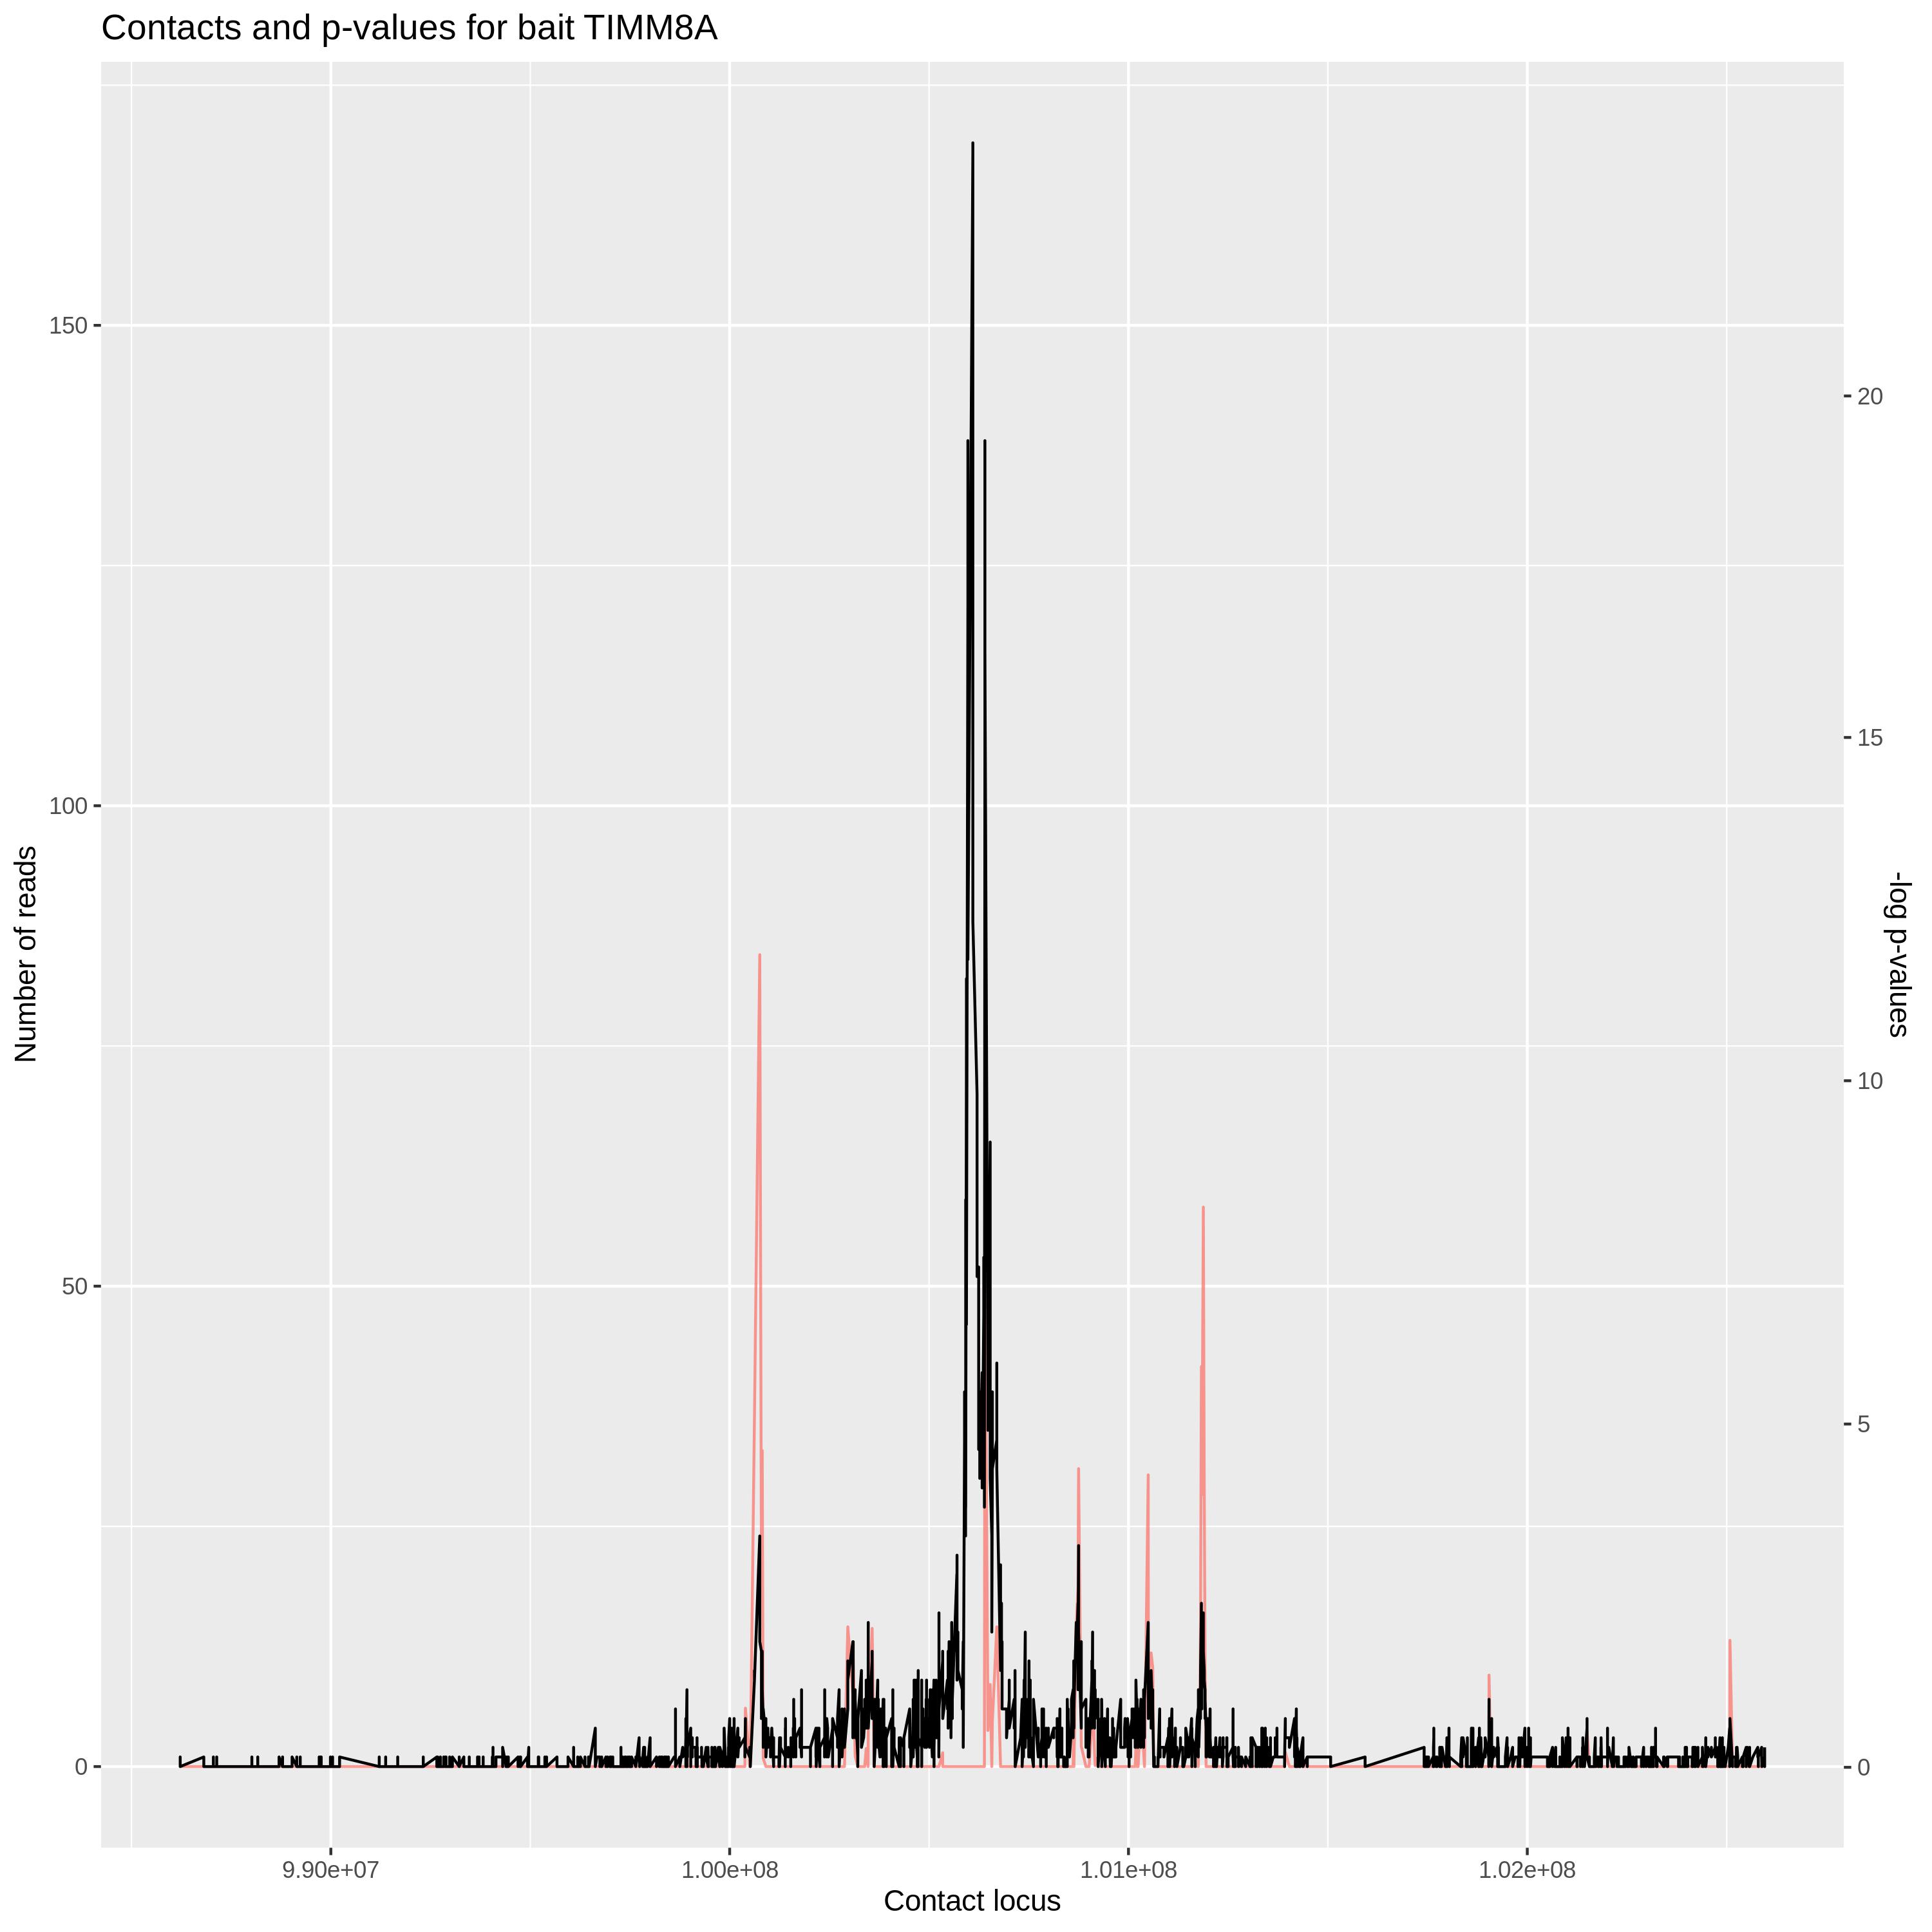 Contacts and p-values for bait TIMM8A
150
100
50
0
Number of reads
20
15
10
5
0
-log p-values
9.90e+07
1.00e+08
1.01e+08
1.02e+08
Contact locus